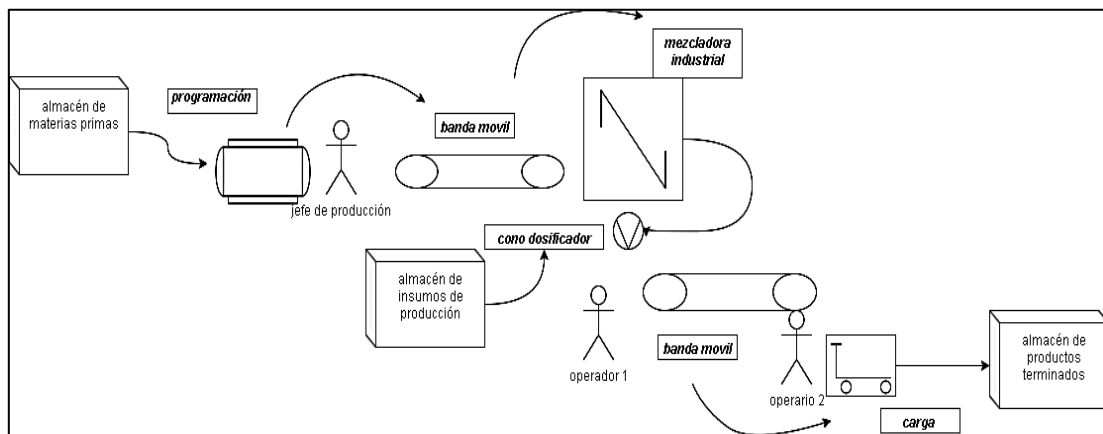 mezcladora
industrial
almacén de
materias primas
programación
banda movil
jefe de producción
cono dosificador
almacén de
insumos de
producción
operador 1
banda movil
operario 2
almacén de
productos
terminados
carga